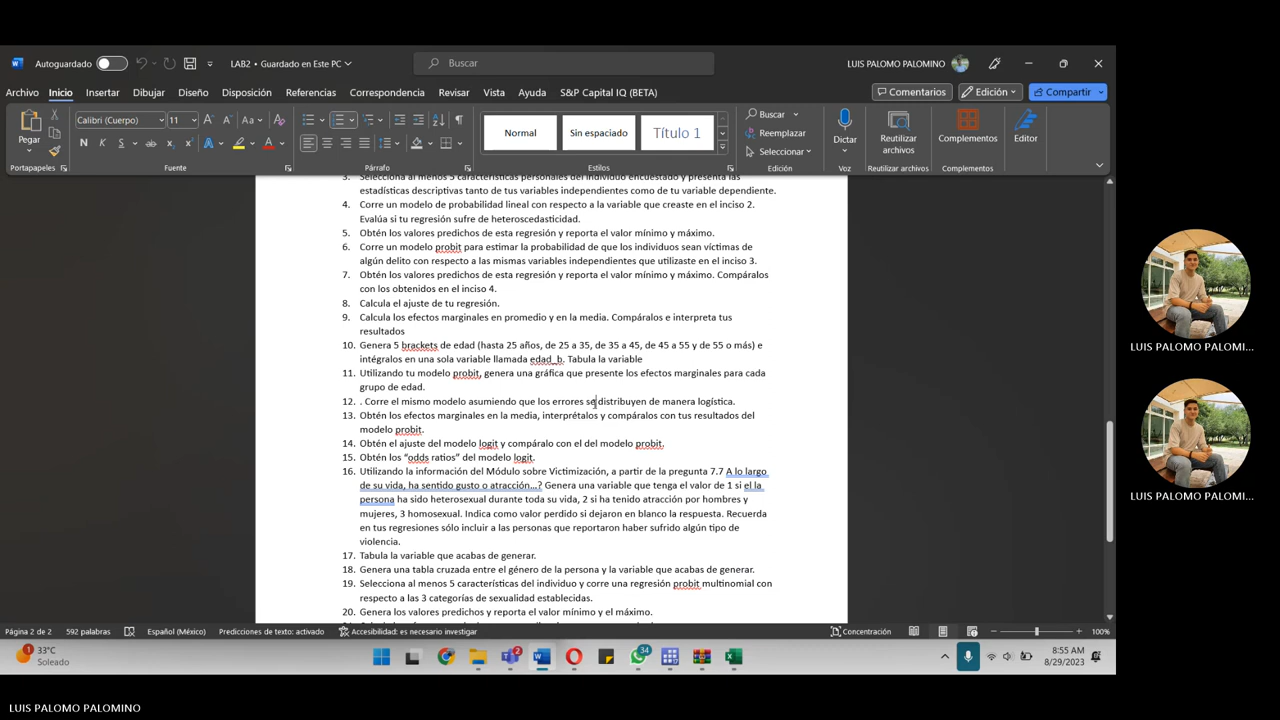 Autoguardado
LAB2 • Guardado en Este PC
Buscar
LUIS PALOMO PALOMINO
Archivo Inicio Insertar Dibujar Diseño Disposición Referencias Correspondencia Revisar Vista Ayuda S&P Capital IQ (BETA)
Comentarios Edición Compartir
Pegar
Calibri (Cuerpo) 11
Normal
Sin espaciado
Título 1
Buscar
Reemplazar
Seleccionar
Dictar
Reutilizar archivos
Complementos
Editor
Portapapeles Fuente Párrafo Estilos Edición Voz Reutilizar archivos Complementos
3. Selecciona al menos 5 características personales del individuo encuestado y presenta las
estadísticas descriptivas tanto de tus variables independientes como de tu variable dependiente.
4. Corre un modelo de probabilidad lineal con respecto a la variable que creaste en el inciso 2.
Evalúa si tu regresión sufre de heteroscedasticidad.
5. Obtén los valores predichos de esta regresión y reporta el valor mínimo y máximo.
6. Corre un modelo probit para estimar la probabilidad de que los individuos sean víctimas de
algún delito con respecto a las mismas variables independientes que utilizaste en el inciso 3.
7. Obtén los valores predichos de esta regresión y reporta el valor mínimo y máximo. Compáralos
con los obtenidos en el inciso 4.
8. Calcula el ajuste de tu regresión.
9. Calcula los efectos marginales en promedio y en la media. Compáralos e interpreta tus
resultados
10. Genera 5 brackets de edad (hasta 25 años, de 25 a 35, de 35 a 45, de 45 a 55 y de 55 o más) e
intégralos en una sola variable llamada edad_b. Tabula la variable
11. Utilizando tu modelo probit, genera una gráfica que presente los efectos marginales para cada
grupo de edad.
12. . Corre el mismo modelo asumiendo que los errores se distribuyen de manera logística.
13. Obtén los efectos marginales en la media, interprétalos y compáralos con tus resultados del
modelo probit.
14. Obtén el ajuste del modelo logit y compáralo con el del modelo probit.
15. Obtén los “odds ratios” del modelo logit.
16. Utilizando la información del Módulo sobre Victimización, a partir de la pregunta 7.7 A lo largo
de su vida, ha sentido gusto o atracción...? Genera una variable que tenga el valor de 1 si el la
persona ha sido heterosexual durante toda su vida, 2 si ha tenido atracción por hombres y
mujeres, 3 homosexual. Indica como valor perdido si dejaron en blanco la respuesta. Recuerda
en tus regresiones sólo incluir a las personas que reportaron haber sufrido algún tipo de
violencia.
17. Tabula la variable que acabas de generar.
18. Genera una tabla cruzada entre el género de la persona y la variable que acabas de generar.
19. Selecciona al menos 5 características del individuo y corre una regresión probit multinomial con
respecto a las 3 categorías de sexualidad establecidas.
20. Genera los valores predichos y reporta el valor mínimo y el máximo.
Página 2 de 2 592 palabras Español (México) Predicciones de texto: activado Accesibilidad: es necesario investigar Concentración 100%
33°C
Soleado
8:55 AM
8/29/2023
LUIS PALOMO PALOMINO
LUIS PALOMO PALOMINO
LUIS PALOMO PALOMINO